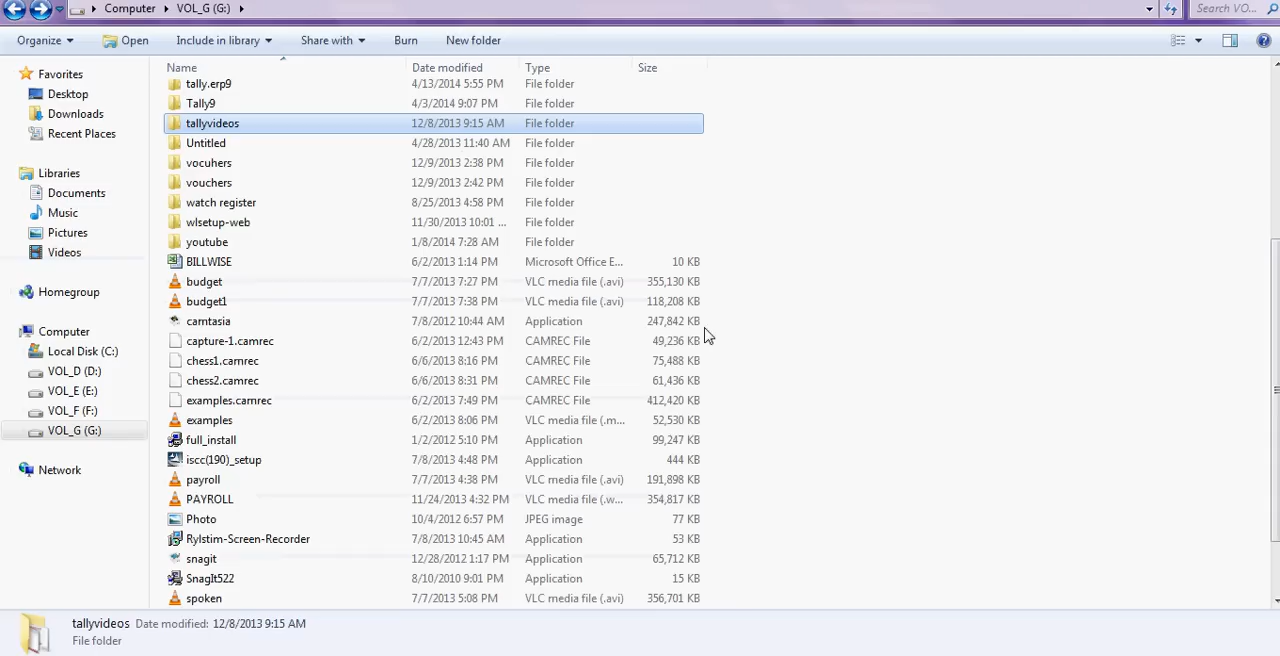 Computer VOL_G (G:) Search VO...
Organize Open Include in library Share with Burn New folder
Name Date modified Type Size
Favorites
Desktop
Downloads
Recent Places
Libraries
Documents
Music
Pictures
Videos
Homegroup
Computer
Local Disk (C:)
VOL_D (D:)
VOL_E (E:)
VOL_F (F:)
VOL_G (G:)
Network
tally.erp9 4/13/2014 5:55 PM File folder
Tally9 4/3/2014 9:07 PM File folder
tallyvideos 12/8/2013 9:15 AM File folder
Untitled 4/28/2013 11:40 AM File folder
vocuhers 12/9/2013 2:38 PM File folder
vouchers 12/9/2013 2:42 PM File folder
watch register 8/25/2013 4:58 PM File folder
wlsetup-web 11/30/2013 10:01 ... File folder
youtube 1/8/2014 7:28 AM File folder
BILLWISE 6/2/2013 1:14 PM Microsoft Office E... 10 KB
budget 7/7/2013 7:27 PM VLC media file (.avi) 355,130 KB
budget1 7/7/2013 7:38 PM VLC media file (.avi) 118,208 KB
camtasia 7/8/2012 10:44 AM Application 247,842 KB
capture-1.camrec 6/2/2013 12:43 PM CAMREC File 49,236 KB
chess1.camrec 6/6/2013 8:16 PM CAMREC File 75,488 KB
chess2.camrec 6/6/2013 8:31 PM CAMREC File 61,436 KB
examples.camrec 6/2/2013 7:49 PM CAMREC File 412,420 KB
examples 6/2/2013 8:06 PM VLC media file (.m... 52,530 KB
full_install 1/2/2012 5:10 PM Application 99,247 KB
iscc(190)_setup 7/8/2013 4:48 PM Application 444 KB
payroll 7/7/2013 4:38 PM VLC media file (.avi) 191,898 KB
PAYROLL 11/24/2013 4:32 PM VLC media file (.w... 354,817 KB
Photo 10/4/2012 6:57 PM JPEG image 77 KB
Rylstim-Screen-Recorder 7/8/2013 10:45 AM Application 53 KB
snagit 12/28/2012 1:17 PM Application 65,712 KB
SnagIt522 8/10/2010 9:01 PM Application 15 KB
spoken 7/7/2013 5:08 PM VLC media file (.avi) 356,701 KB
tallyvideos Date modified: 12/8/2013 9:15 AM
File folder